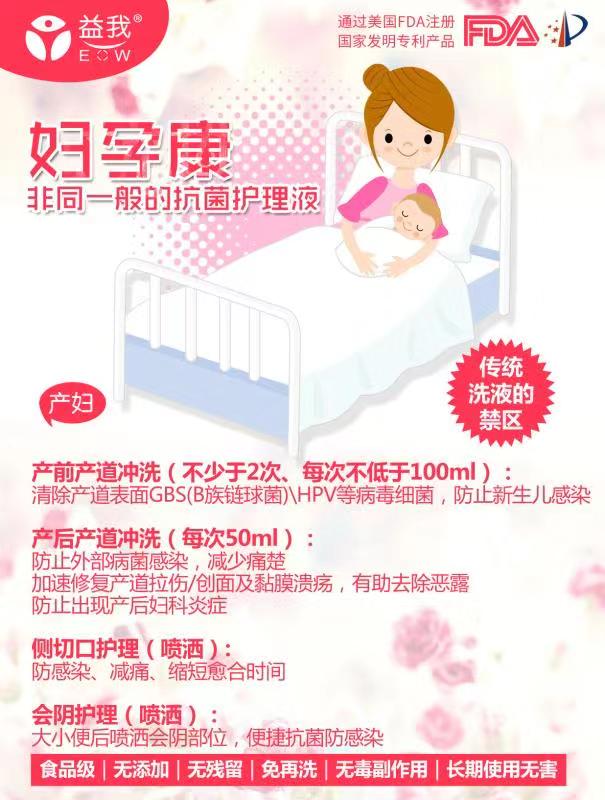 益我®
EOW
通过美国FDA注册
国家发明专利产品
FDA
妇孕康
非同一般的抗菌护理液
产妇
传统
洗液的
禁区
产前产道冲洗（不少于2次、每次不低于100ml）：
清除产道表面GBS(B族链球菌)\HPV等病毒细菌，防止新生儿感染
产后产道冲洗（每次50ml）：
防止外部病菌感染，减少痛楚
加速修复产道拉伤/创面及黏膜溃疡，有助去除恶露
防止出现产后妇科炎症
侧切口护理（喷洒）：
防感染、减痛、缩短愈合时间
会阴护理（喷洒）：
大小便后喷洒会阴部位，便捷抗菌防感染
食品级｜无添加｜无残留｜免再洗｜无毒副作用｜长期使用无害